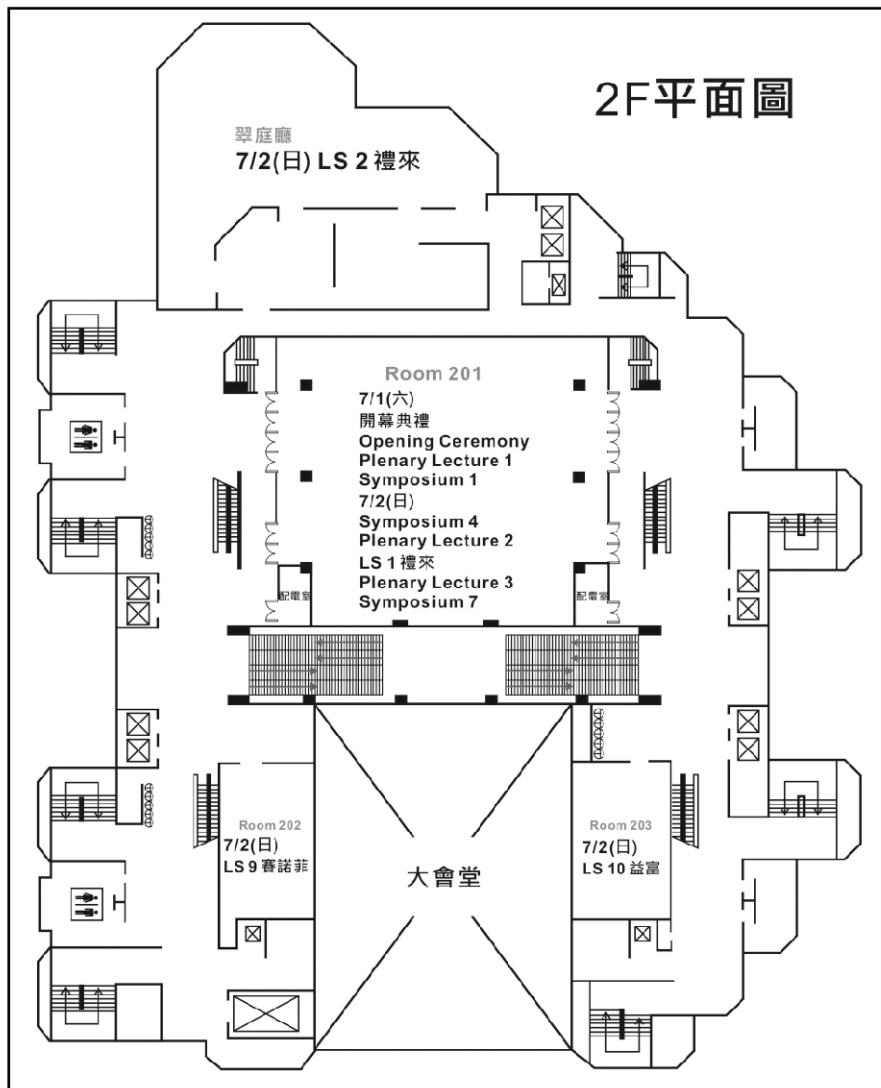 2F平面圖
翠庭廳
7/2(日) LS 2 禮來
Room 201
7/1(六)
開幕典禮
Opening Ceremony
Plenary Lecture 1
Symposium 1
7/2(日)
Symposium 4
Plenary Lecture 2
LS 1 禮來
Plenary Lecture 3
Symposium 7
配電室
配電室
Room 202
7/2(日)
LS 9 賽諾菲
大會堂
Room 203
7/2(日)
LS 10 益富